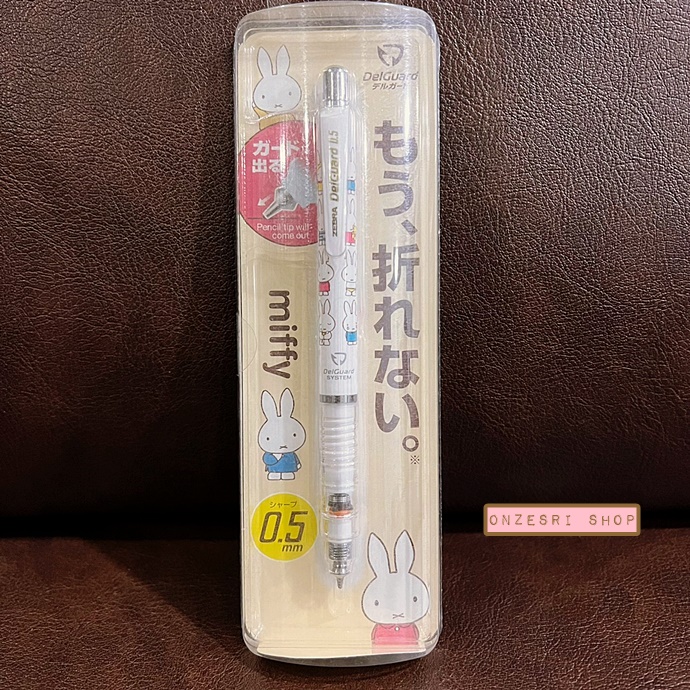 DelGuard
デルガード
もう、折れない。※
ガード
出る
Pencil tip will
come out
ZEBRA DelGuard 0.5
miffy
DelGuard
SYSTEM
シャープ
0.5
mm
ONZESRI SHOP